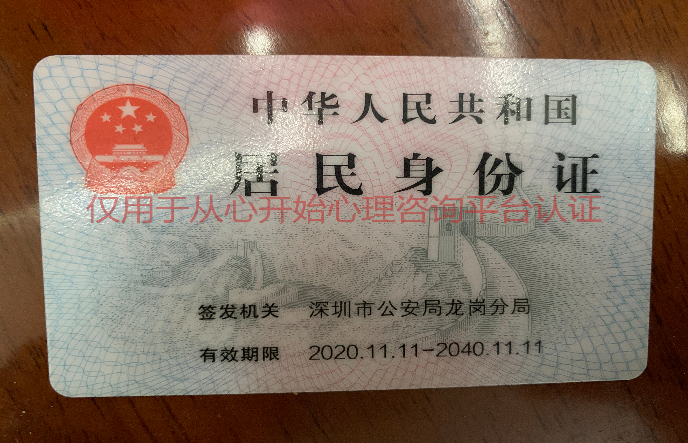 中华人民共和国
居民身份证
仅用于从心开始心理咨询平台认证
签发机关 深圳市公安局龙岗分局
有效期限 2020.11.11-2040.11.11